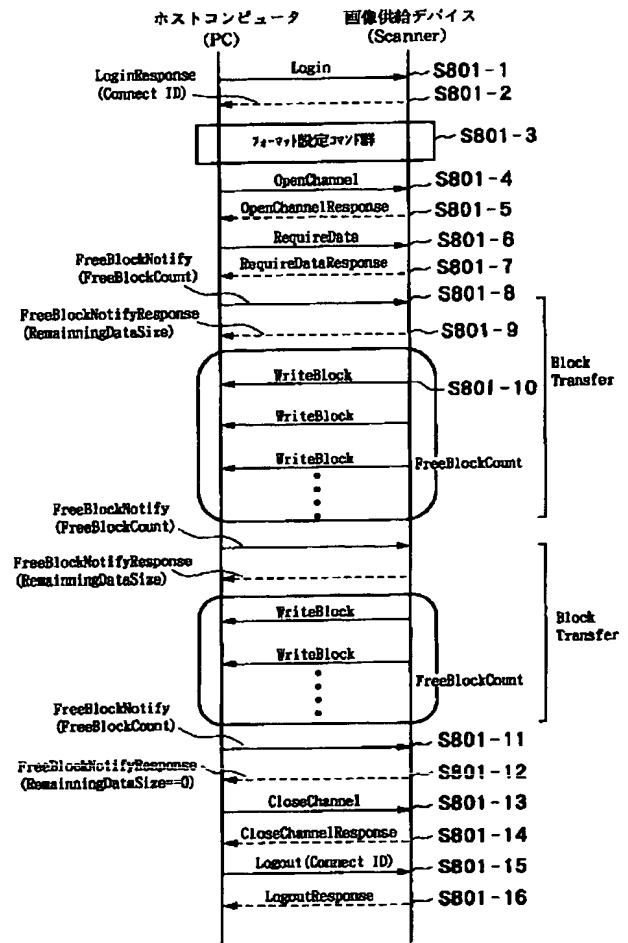 ホストコンピュータ 画像供給デバイス
(PC) (Scanner)
Login S801-1
LoginResponse
(Connect ID) S801-2
フォーマット設定コマンド群 S801-3
OpenChannel S801-4
OpenChannelResponse S801-5
RequireData S801-6
FreeBlockNotify
(FreeBlockCount) RequireDataResponse S801-7
S801-8
FreeBlockNotifyResponse
(RemainningDataSize) S801-9
Block
Transfer
WriteBlock S801-10
WriteBlock
WriteBlock FreeBlockCount
FreeBlockNotify
(FreeBlockCount)
FreeBlockNotifyResponse
(RemainningDataSize)
WriteBlock Block
Transfer
WriteBlock
FreeBlockCount
FreeBlockNotify
(FreeBlockCount)
S801-11
FreeBlockNotifyResponse
(RemainningDataSize==0) S801-12
CloseChannel S801-13
CloseChannelResponse S801-14
Logout(Connect ID) S801-15
LogoutResponse S801-16